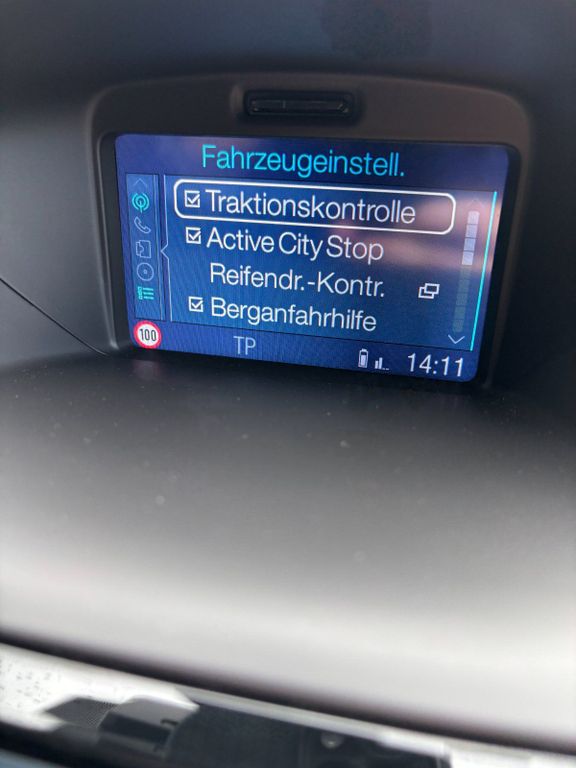 Fahrzeugeinstell.
Traktionskontrolle
Active City Stop
Reifendr.-Kontr.
Berganfahrhilfe
100
TP
14:11